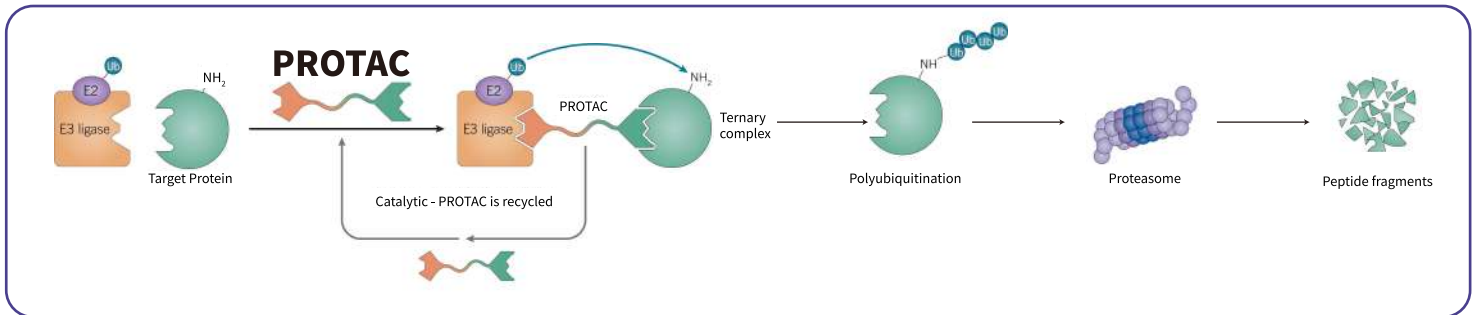 Ub
E2
E3 ligase
NH2
Target Protein
PROTAC
Ub
E2
E3 ligase
PROTAC
NH2
Ternary
complex
Catalytic - PROTAC is recycled
NH
Ub
Ub
Ub
Ub
Polyubiquitination
Proteasome
Peptide fragments